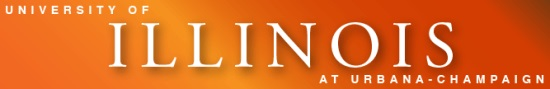 UNIVERSITY OF
ILLINOIS
AT URBANA-CHAMPAIGN